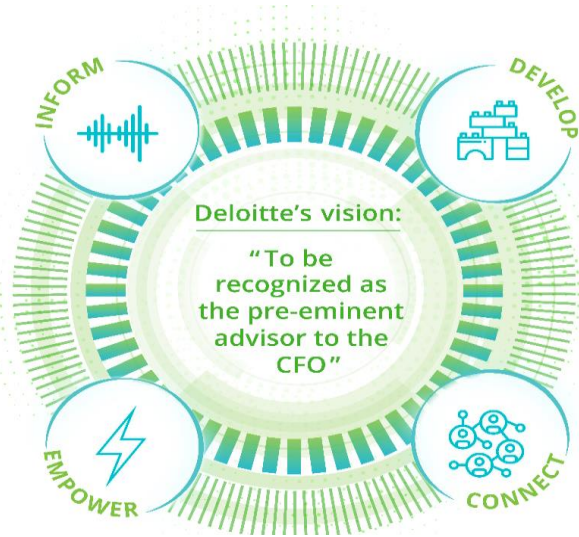 INFORM
DEVELOP
Deloitte's vision:
“To be
recognized as
the pre-eminent
advisor to the
CFO”
EMPOWER
CONNECT